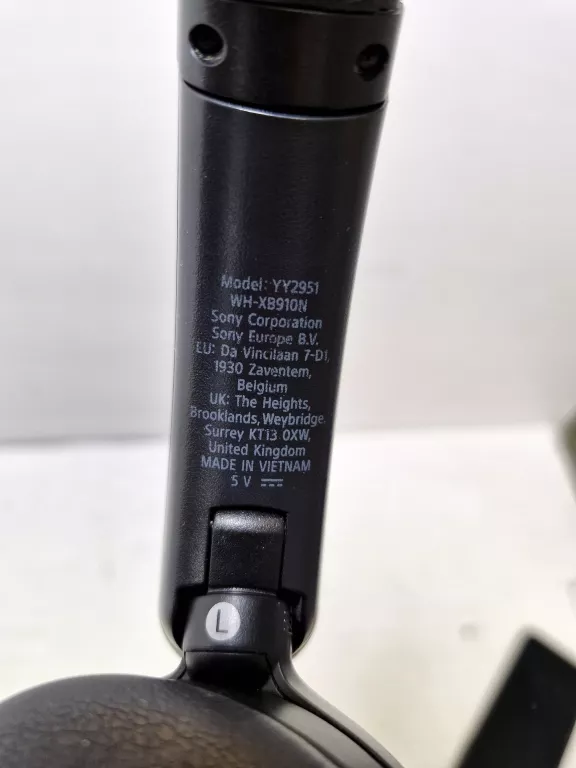 Model: YY2951
WH-XB910N
Sony Corporation
Sony Europe B.V.
EU: Da Vincilaan 7-D1,
1930 Zaventem,
Belgium
UK: The Heights,
Brooklands, Weybridge,
Surrey KT13 0XW,
United Kingdom
MADE IN VIETNAM
5 V ⎓
L